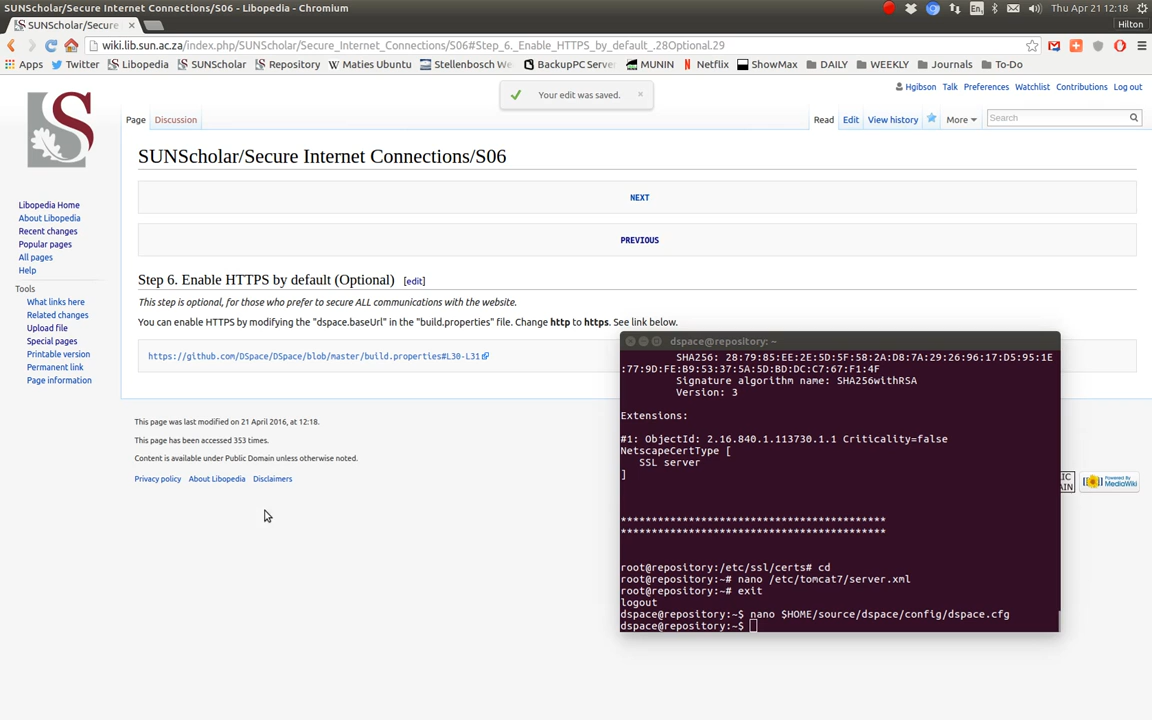 SUNScholar/Secure Internet Connections/S06 - Libopedia - Chromium
En
Thu Apr 21 12:18
SUNScholar/Secure
Hilton
wiki.lib.sun.ac.za/index.php/SUNScholar/Secure_Internet_Connections/S06#Step_6._Enable_HTTPS_by_default_.28Optional.29
Apps Twitter Libopedia SUNScholar Repository Maties Ubuntu Stellenbosch We BackupPC Server MUNIN Netflix ShowMax DAILY WEEKLY Journals To-Do
Hgibson Talk Preferences Watchlist Contributions Log out
Your edit was saved.
Page Discussion Read Edit View history More Search
SUNScholar/Secure Internet Connections/S06
NEXT
PREVIOUS
Libopedia Home
About Libopedia
Recent changes
Popular pages
All pages
Help
Tools
What links here
Related changes
Upload file
Special pages
Printable version
Permanent link
Page information
Step 6. Enable HTTPS by default (Optional) [edit]
This step is optional, for those who prefer to secure ALL communications with the website.
You can enable HTTPS by modifying the "dspace.baseUrl" in the "build.properties" file. Change http to https. See link below.
https://github.com/DSpace/DSpace/blob/master/build.properties#L30-L31
This page was last modified on 21 April 2016, at 12:18.
This page has been accessed 353 times.
Content is available under Public Domain unless otherwise noted.
Privacy policy About Libopedia Disclaimers
Powered By
MediaWiki
dspace@repository: ~
SHA256: 28:79:85:EE:2E:5D:5F:58:2A:D8:7A:29:26:96:17:D5:95:1E
:77:9D:FE:B9:53:37:5A:5D:BD:DC:C7:67:F1:4F
Signature algorithm name: SHA256withRSA
Version: 3
Extensions:
#1: ObjectId: 2.16.840.1.113730.1.1 Criticality=false
NetscapeCertType [
SSL server
]
*******************************************
*******************************************
root@repository:/etc/ssl/certs# cd
root@repository:~# nano /etc/tomcat7/server.xml
root@repository:~# exit
logout
dspace@repository:~$ nano $HOME/source/dspace/config/dspace.cfg
dspace@repository:~$